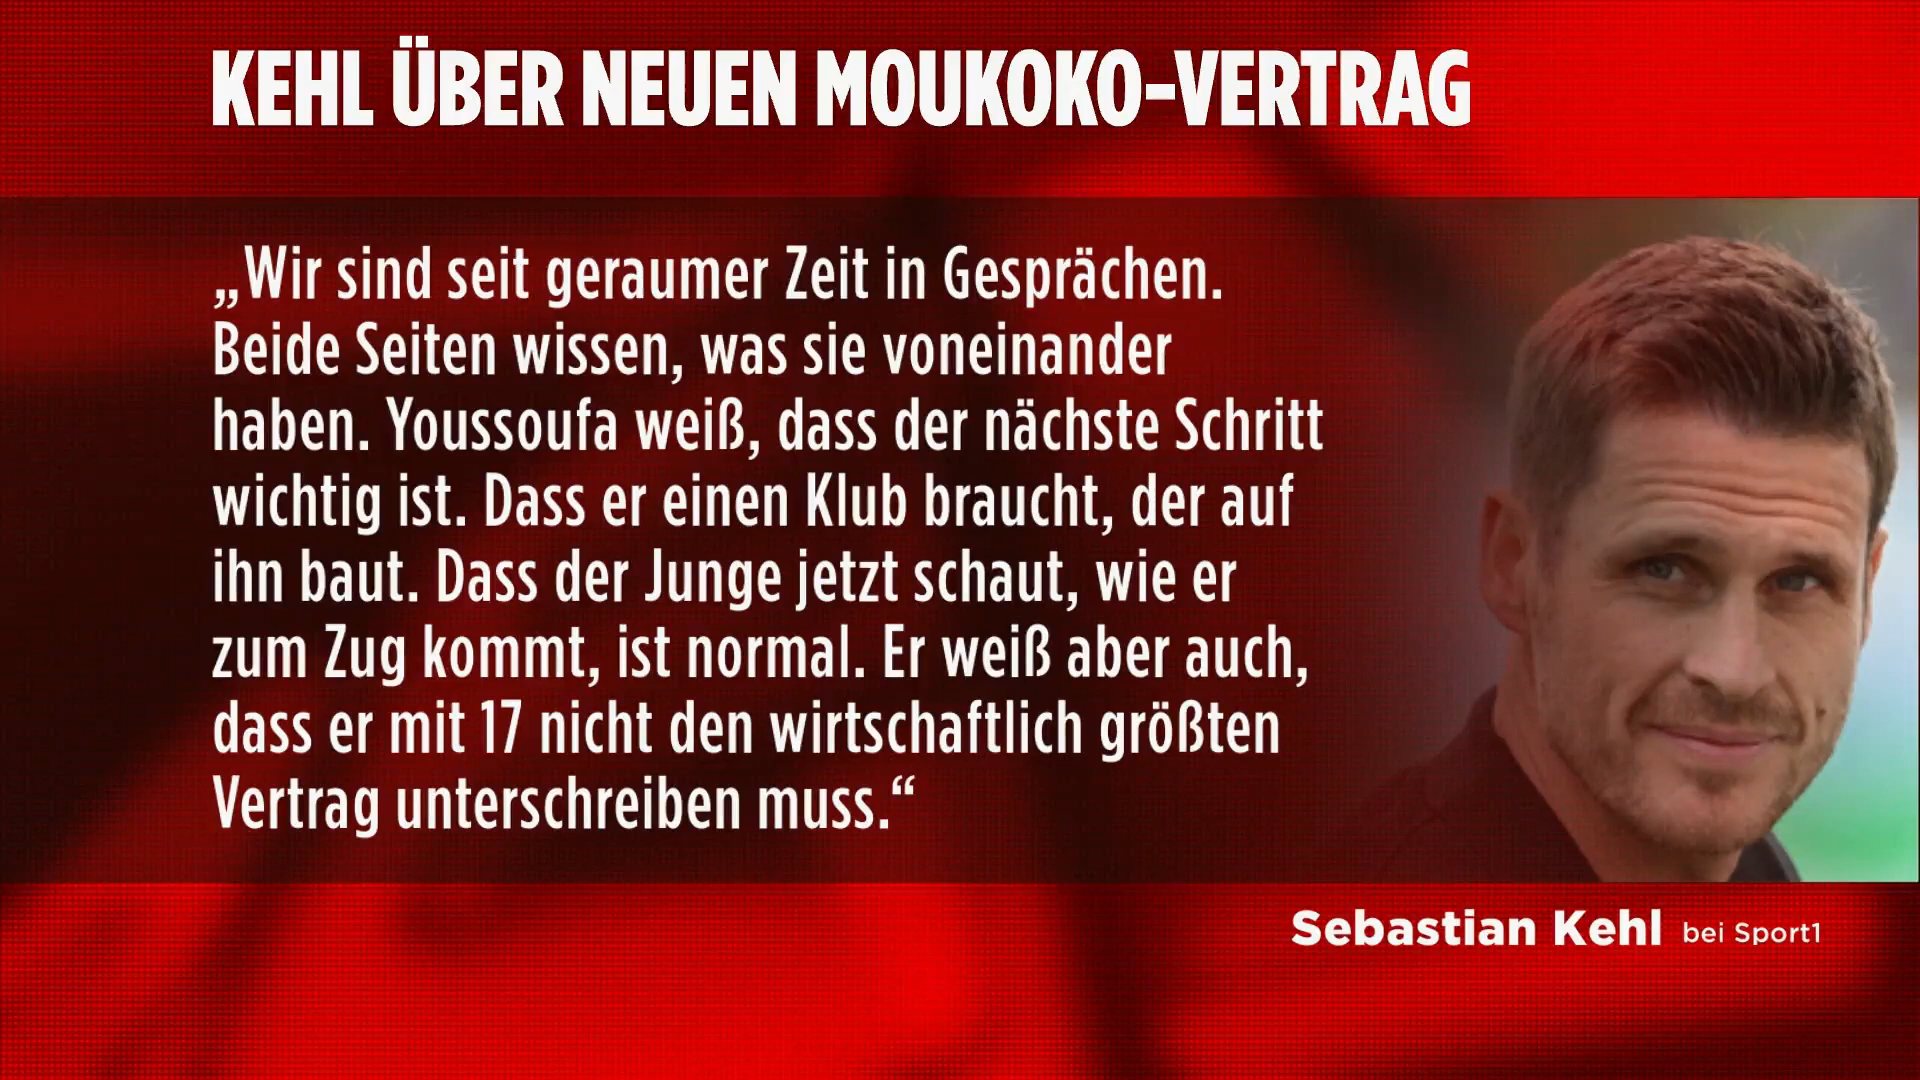 KEHL ÜBER NEUEN MOUKOKO-VERTRAG
„Wir sind seit geraumer Zeit in Gesprächen.
Beide Seiten wissen, was sie voneinander
haben. Youssoufa weiß, dass der nächste Schritt
wichtig ist. Dass er einen Klub braucht, der auf
ihn baut. Dass der Junge jetzt schaut, wie er
zum Zug kommt, ist normal. Er weiß aber auch,
dass er mit 17 nicht den wirtschaftlich größten
Vertrag unterschreiben muss.“
Sebastian Kehl bei Sport1